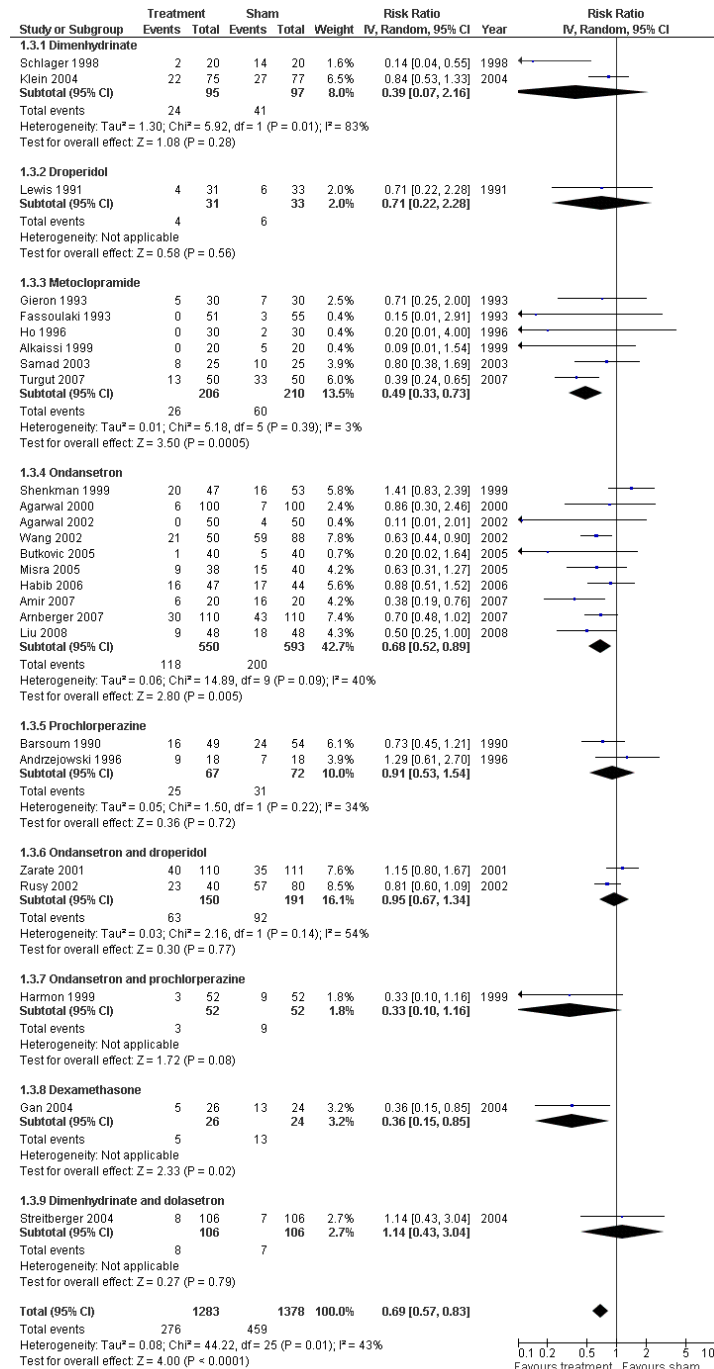 Treatment Sham Risk Ratio Risk Ratio
Study or Subgroup Events Total Events Total Weight IV, Random, 95% CI Year IV, Random, 95% CI
1.3.1 Dimenhydrinate
Schlager 1998 2 20 14 20 1.6% 0.14 [0.04, 0.55] 1998
Klein 2004 22 75 27 77 6.4% 0.84 [0.53, 1.33] 2004
Subtotal (95% CI) 95 97 8.0% 0.39 [0.07, 2.16]
Total events 24 41
Heterogeneity: Tau² = 1.30; Chi² = 5.92, df = 1 (P = 0.01); I² = 83%
Test for overall effect: Z = 1.08 (P = 0.28)
1.3.2 Droperidol
Lewis 1991 4 31 6 33 2.0% 0.71 [0.22, 2.28] 1991
Subtotal (95% CI) 31 33 2.0% 0.71 [0.22, 2.28]
Total events 4 6
Heterogeneity: Not applicable
Test for overall effect: Z = 0.58 (P = 0.56)
1.3.3 Metoclopramide
Gieron 1993 5 30 7 30 2.5% 0.71 [0.25, 2.00] 1993
Fassoulaki 1993 0 51 3 55 0.4% 0.15 [0.01, 2.91] 1993
Ho 1996 0 30 2 30 0.4% 0.20 [0.01, 4.00] 1996
Alkaissi 1999 0 20 5 20 0.4% 0.09 [0.01, 1.54] 1999
Samad 2003 8 25 10 25 3.9% 0.80 [0.38, 1.69] 2003
Turgut 2007 13 50 33 50 6.0% 0.39 [0.24, 0.65] 2007
Subtotal (95% CI) 206 210 13.5% 0.49 [0.33, 0.73]
Total events 26 60
Heterogeneity: Tau² = 0.01; Chi² = 5.18, df = 5 (P = 0.39); I² = 3%
Test for overall effect: Z = 3.50 (P = 0.0005)
1.3.4 Ondansetron
Shenkman 1999 20 47 16 53 5.8% 1.41 [0.83, 2.39] 1999
Agarwal 2000 6 100 7 100 2.4% 0.86 [0.30, 2.46] 2000
Agarwal 2002 0 50 4 50 0.4% 0.11 [0.01, 2.01] 2002
Wang 2002 21 50 59 88 7.8% 0.63 [0.44, 0.90] 2002
Butkovic 2005 1 40 5 40 0.7% 0.20 [0.02, 1.64] 2005
Misra 2005 9 38 15 40 4.2% 0.63 [0.31, 1.27] 2005
Habib 2006 16 47 17 44 5.6% 0.88 [0.51, 1.52] 2006
Amir 2007 6 20 16 20 4.3% 0.38 [0.19, 0.76] 2007
Arnberger 2007 30 110 43 110 7.4% 0.70 [0.48, 1.02] 2007
Liu 2008 9 48 18 48 4.3% 0.50 [0.25, 1.00] 2008
Subtotal (95% CI) 550 593 42.7% 0.68 [0.52, 0.89]
Total events 118 200
Heterogeneity: Tau² = 0.06; Chi² = 14.89, df = 9 (P = 0.09); I² = 40%
Test for overall effect: Z = 2.80 (P = 0.005)
1.3.5 Prochlorperazine
Barsoum 1990 16 49 24 54 6.1% 0.73 [0.45, 1.21] 1990
Andrzejowski 1996 9 18 7 18 3.9% 1.29 [0.61, 2.70] 1996
Subtotal (95% CI) 67 72 10.0% 0.91 [0.53, 1.54]
Total events 25 31
Heterogeneity: Tau² = 0.05; Chi² = 1.50, df = 1 (P = 0.22); I² = 34%
Test for overall effect: Z = 0.36 (P = 0.72)
1.3.6 Ondansetron and droperidol
Zarate 2001 40 110 35 111 7.6% 1.15 [0.80, 1.67] 2001
Rusy 2002 23 40 57 80 8.5% 0.81 [0.60, 1.09] 2002
Subtotal (95% CI) 150 191 16.1% 0.95 [0.67, 1.34]
Total events 63 92
Heterogeneity: Tau² = 0.03; Chi² = 2.16, df = 1 (P = 0.14); I² = 54%
Test for overall effect: Z = 0.30 (P = 0.77)
1.3.7 Ondansetron and prochlorperazine
Harmon 1999 3 52 9 52 1.8% 0.33 [0.10, 1.16] 1999
Subtotal (95% CI) 52 52 1.8% 0.33 [0.10, 1.16]
Total events 3 9
Heterogeneity: Not applicable
Test for overall effect: Z = 1.72 (P = 0.08)
1.3.8 Dexamethasone
Gan 2004 5 26 13 24 3.2% 0.36 [0.15, 0.85] 2004
Subtotal (95% CI) 26 24 3.2% 0.36 [0.15, 0.85]
Total events 5 13
Heterogeneity: Not applicable
Test for overall effect: Z = 2.33 (P = 0.02)
1.3.9 Dimenhydrinate and dolasetron
Streitberger 2004 8 106 7 106 2.7% 1.14 [0.43, 3.04] 2004
Subtotal (95% CI) 106 106 2.7% 1.14 [0.43, 3.04]
Total events 8 7
Heterogeneity: Not applicable
Test for overall effect: Z = 0.27 (P = 0.79)
Total (95% CI) 1283 1378 100.0% 0.69 [0.57, 0.83]
Total events 276 459
Heterogeneity: Tau² = 0.08; Chi² = 44.22, df = 25 (P = 0.01); I² = 43%
Test for overall effect: Z = 4.00 (P < 0.0001)
0.1 0.2 0.5 1 2 5 10
Favours treatment Favours sham